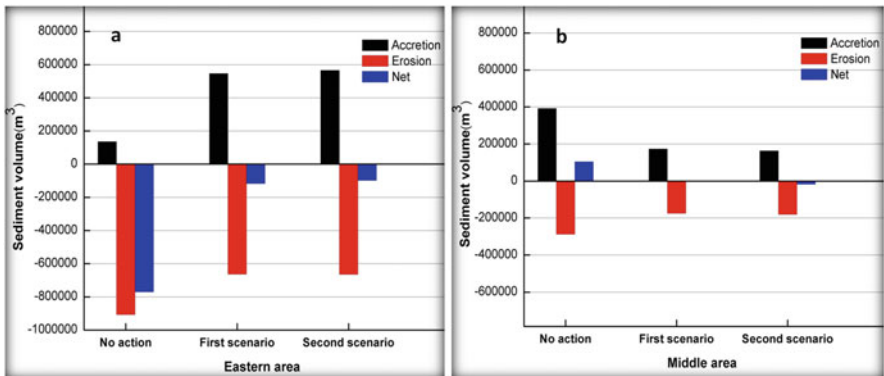 a
Accretion
Erosion
Net
Sediment volume(m3)
800000
600000
400000
200000
0
-200000
-400000
-600000
-800000
-1000000
No action
First scenario
Second scenario
Eastern area
b
Accretion
Erosion
Net
Sediment volume(m3)
800000
600000
400000
200000
0
-200000
-400000
-600000
No action
First scenario
Second scenario
Middle area